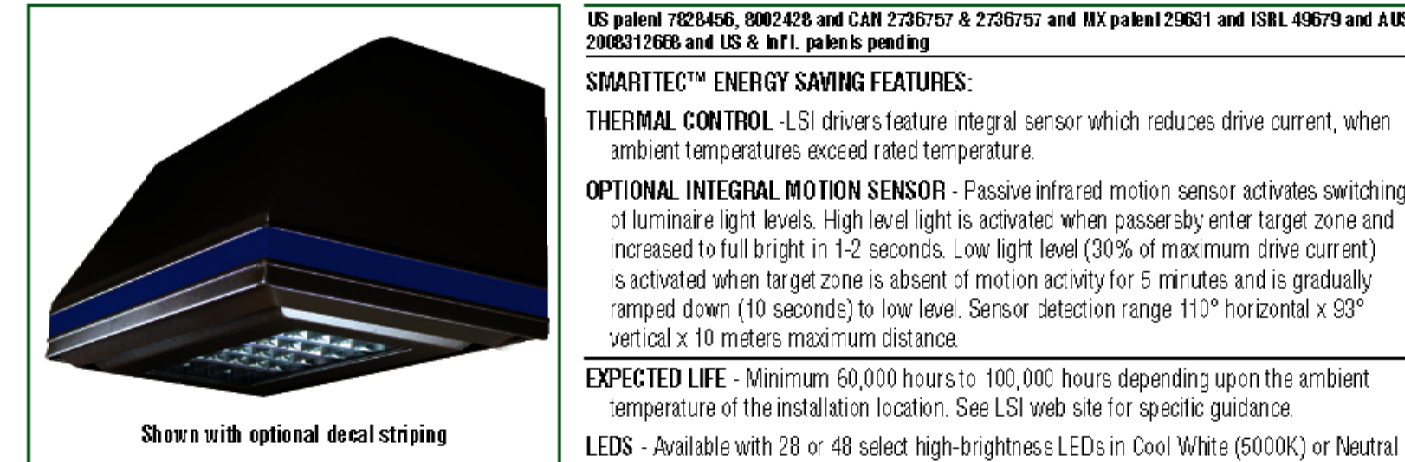 US patent 7828456, 8002428 and CAN 2736757 & 2736757 and MX patent 29631 and ISRL 49679 and AUS
2008312668 and US & Int'l. patents pending
SMARTTEC™ ENERGY SAVING FEATURES:
THERMAL CONTROL -LSI drivers feature integral sensor which reduces drive current, when
ambient temperatures exceed rated temperature.
OPTIONAL INTEGRAL MOTION SENSOR - Passive infrared motion sensor activates switching
of luminaire light levels. High level light is activated when passersby enter target zone and
increased to full bright in 1-2 seconds. Low light level (30% of maximum drive current)
is activated when target zone is absent of motion activity for 5 minutes and is gradually
ramped down (10 seconds) to low level. Sensor detection range 110° horizontal x 93°
vertical x 10 meters maximum distance.
EXPECTED LIFE - Minimum 60,000 hours to 100,000 hours depending upon the ambient
temperature of the installation location. See LSI web site for specific guidance.
LEDS - Available with 28 or 48 select high-brightness LEDs in Cool White (5000K) or Neutral
Shown with optional decal striping